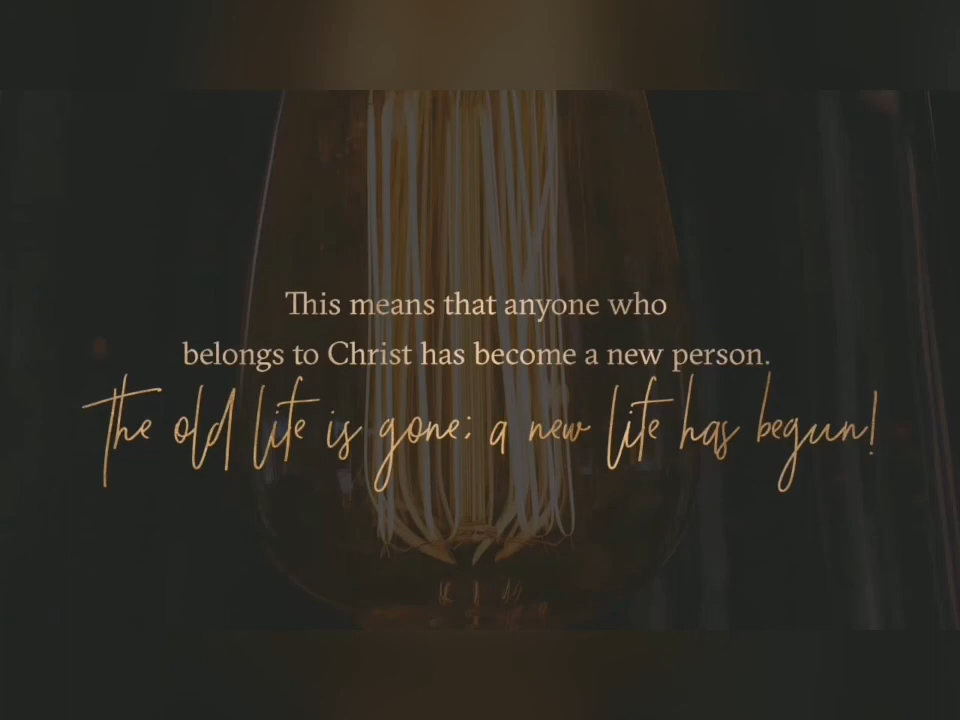 This means that anyone who
belongs to Christ has become a new person.
The old life is gone; a new life has begun!